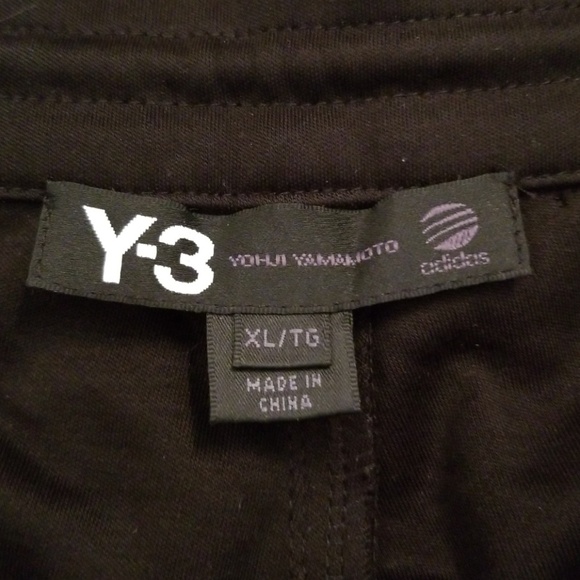 Y-3 YOHJI YAMAMOTO adidas
XL/TG
MADE IN
CHINA